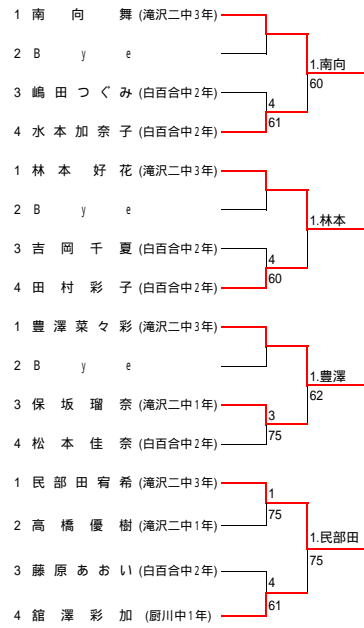 1 南 向 舞 (滝沢二中3年)
2 B y e
1.南向
60
3 嶋田つぐみ (白百合中2年)
4
61
4 水本加奈子 (白百合中2年)
1 林 本 好 花 (滝沢二中3年)
2 B y e
1.林本
3 吉 岡 千 夏 (白百合中2年)
4
60
4 田 村 彩 子 (白百合中2年)
1 豊澤菜々彩 (滝沢二中3年)
2 B y e
1.豊澤
62
3 保 坂 瑠 奈 (滝沢二中1年)
3
75
4 松 本 佳 奈 (白百合中2年)
1 民部田宥希 (滝沢二中3年)
1
75
2 高 橋 優 樹 (滝沢二中1年)
1.民部田
75
3 藤原あおい (白百合中2年)
4
61
4 舘 澤 彩 加 (厨川中1年)